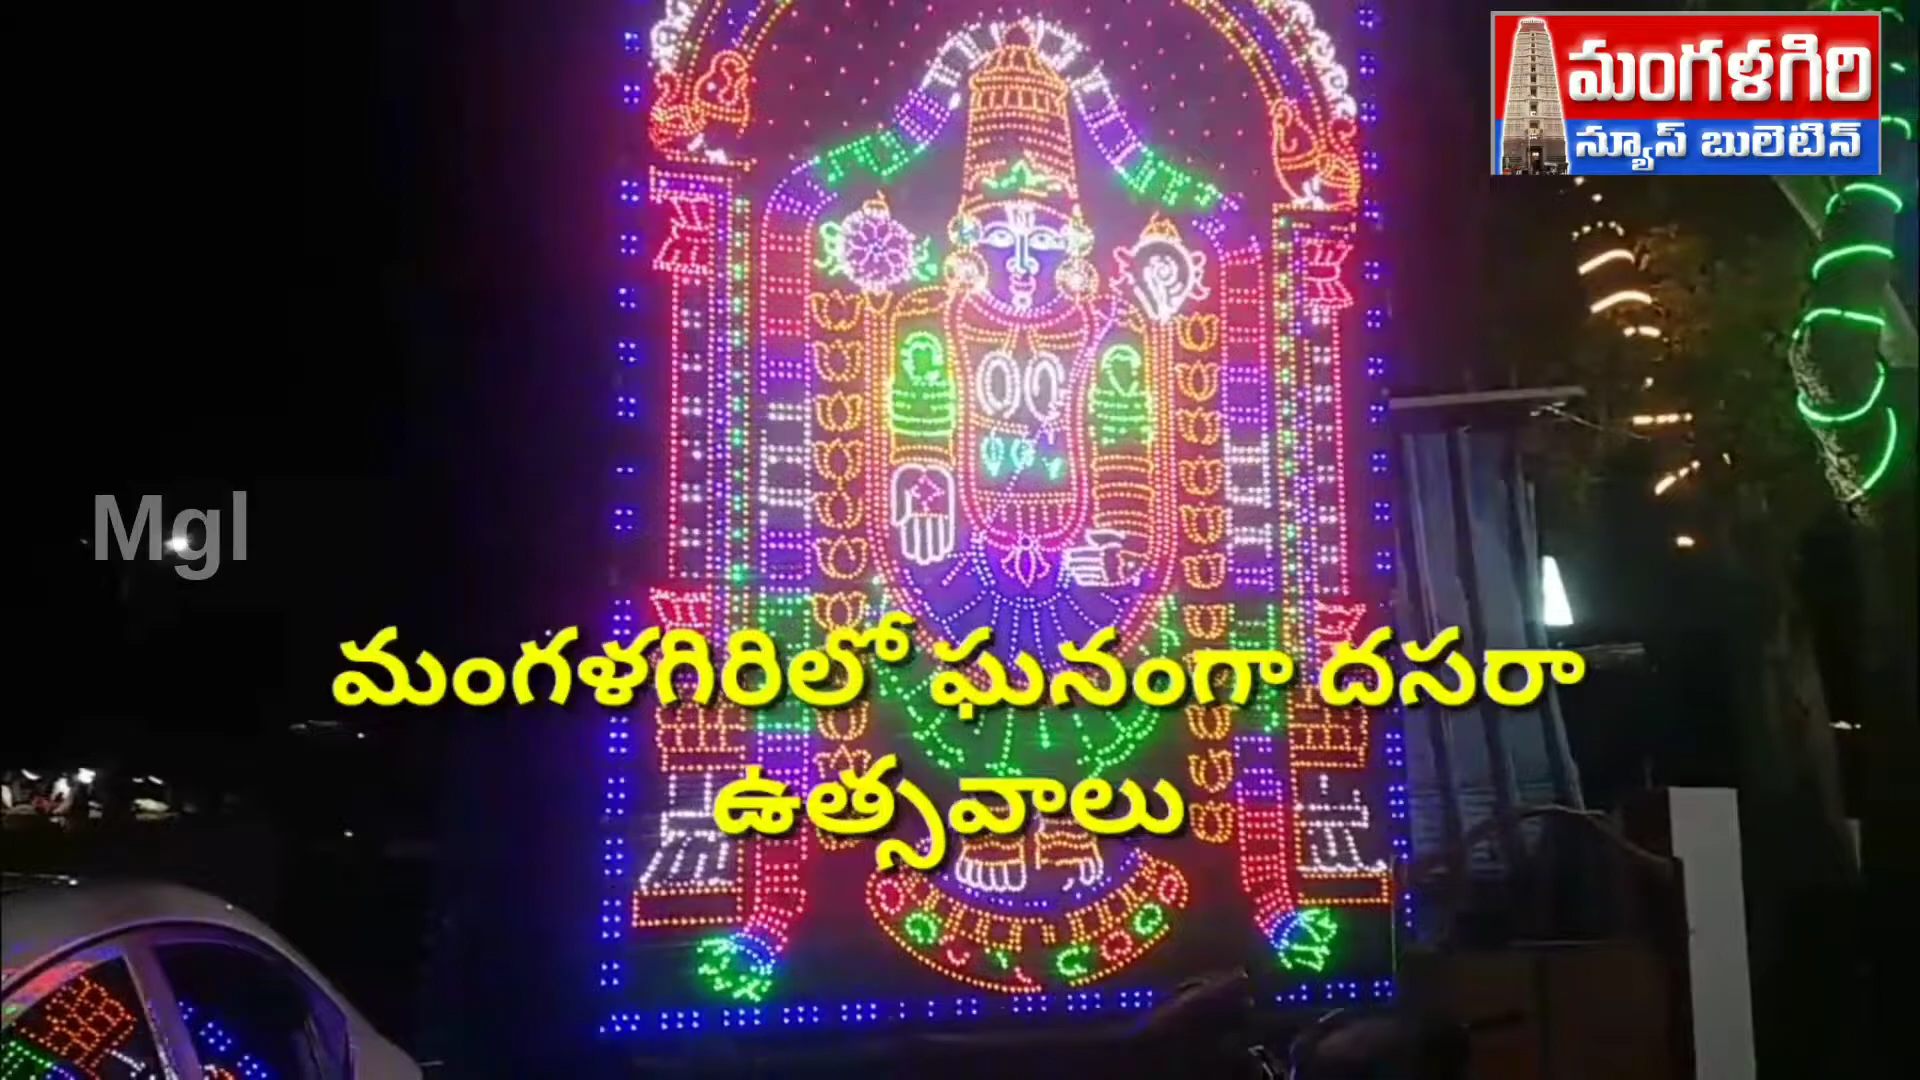 మంగళగిరి
న్యూస్ బులెటిన్
Mgl
మంగళగిరిలో ఘనంగా దసరా
ఉత్సవాలు